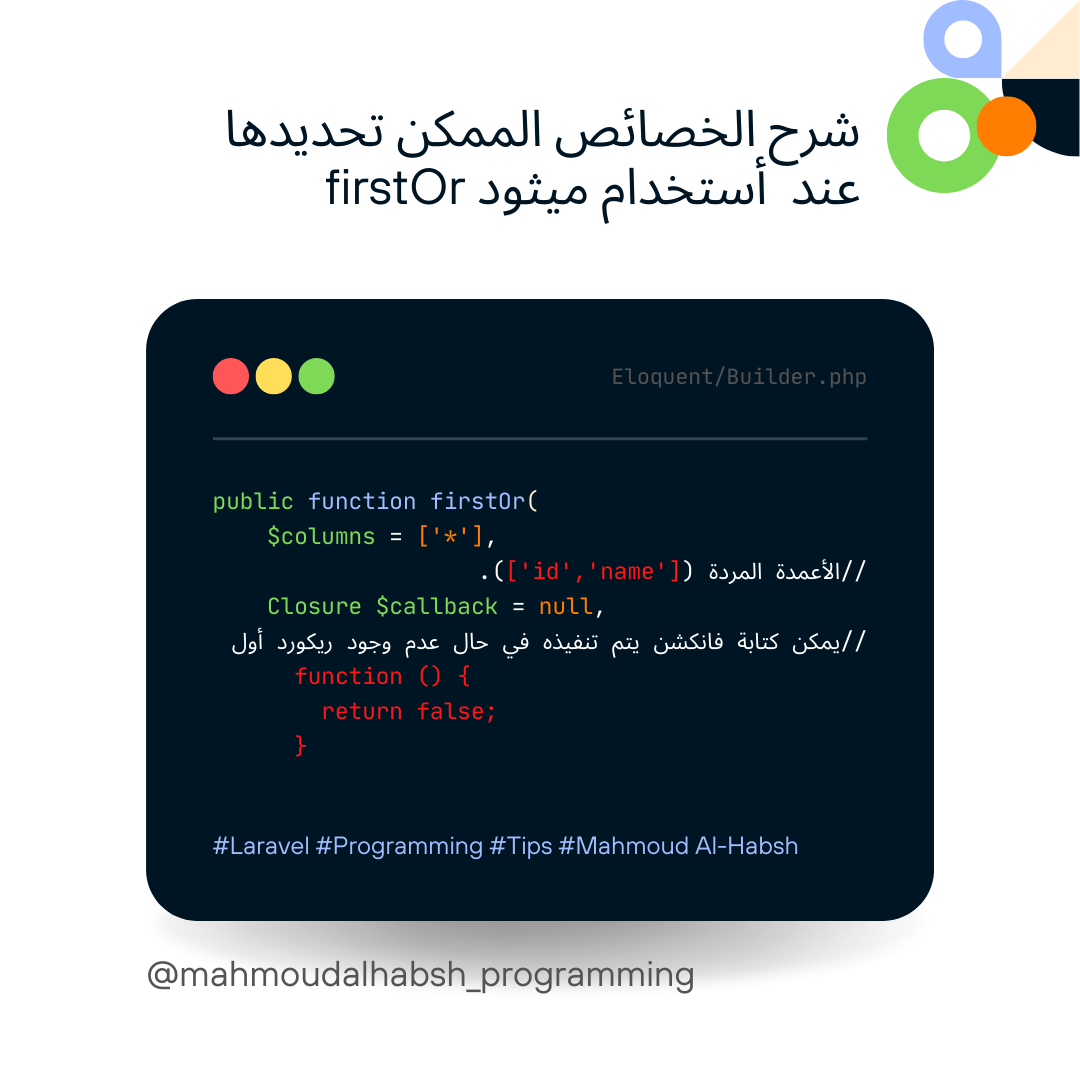 شرح الخصائص الممكن تحديدها
عند أستخدام ميثود firstOr
Eloquent/Builder.php
public function firstOr(
$columns = ['*'],
//الأعمدة المردة (['id','name']).
Closure $callback = null,
//يمكن كتابة فانكشن يتم تنفيذه في حال عدم وجود ريكورد أول
function () {
return false;
}
#Laravel #Programming #Tips #Mahmoud Al-Habsh
@mahmoudalhabsh_programming